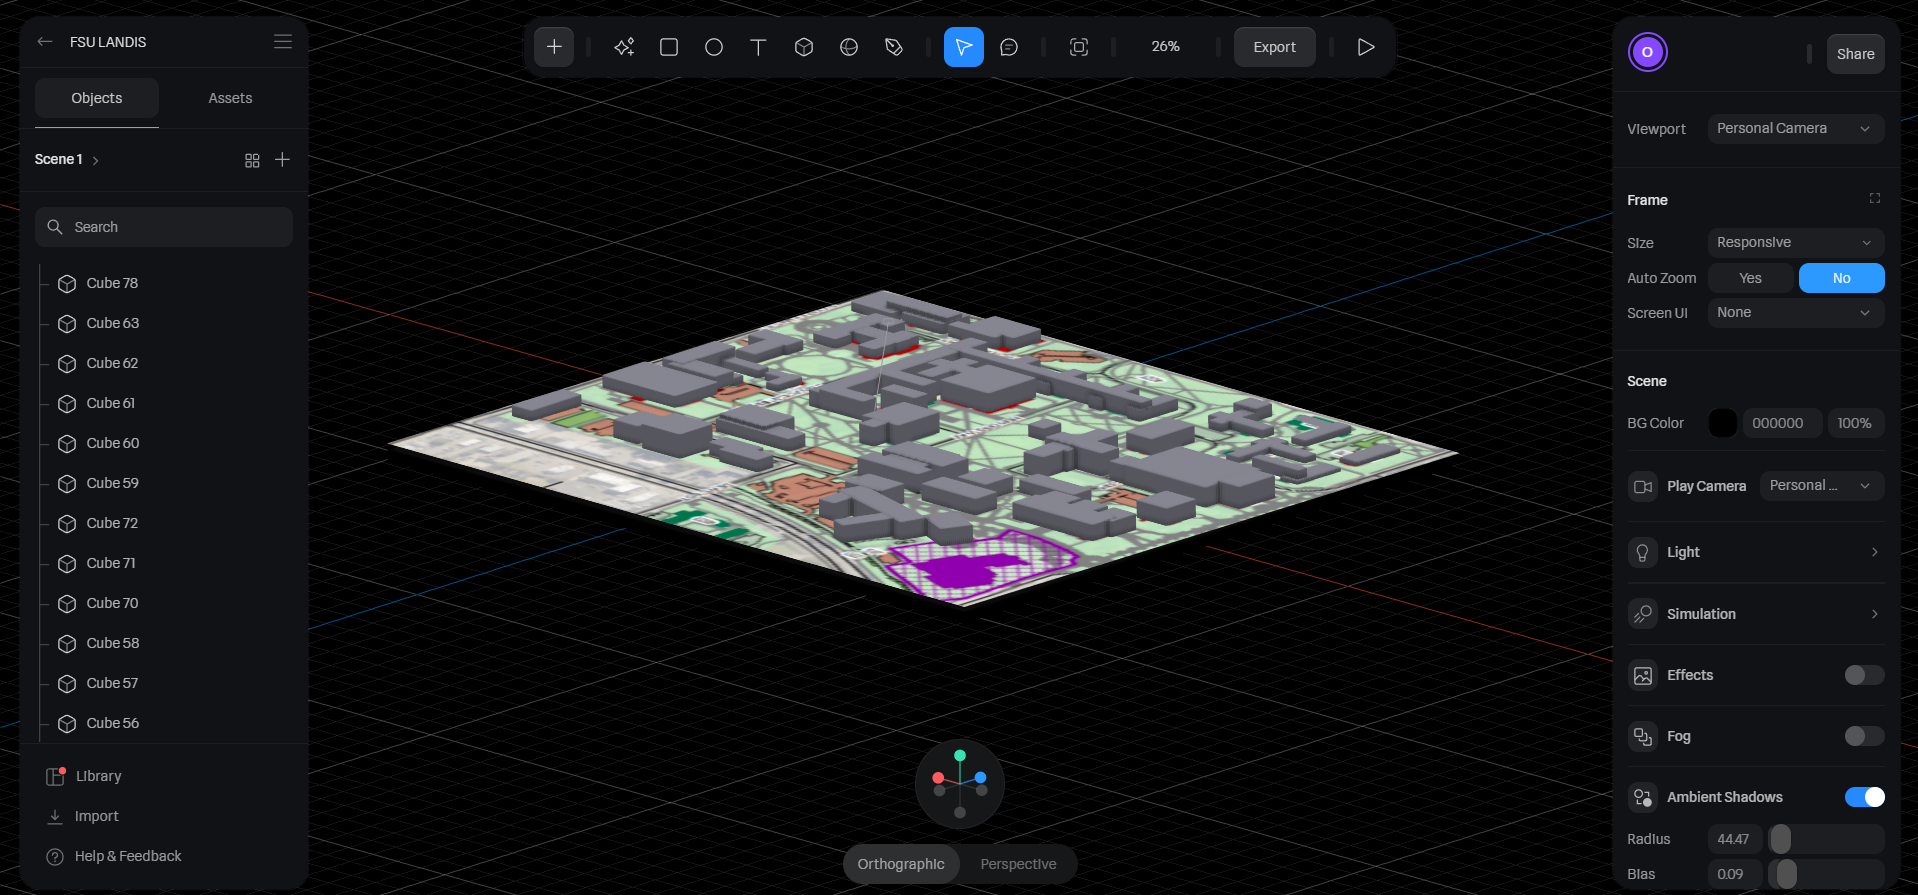 FSU LANDIS
Objects
Assets
Scene 1
Search
Cube 78
Cube 63
Cube 62
Cube 61
Cube 60
Cube 59
Cube 72
Cube 71
Cube 70
Cube 58
Cube 57
Cube 56
Library
Import
Help & Feedback
26%
Export
Orthographic
Perspective
O
Share
Viewport
Personal Camera
Frame
Size
Responsive
Auto Zoom
Yes
No
Screen UI
None
Scene
BG Color
000000
100%
Play Camera
Personal ...
Light
Simulation
Effects
Fog
Ambient Shadows
Radius
44.47
Bias
0.09